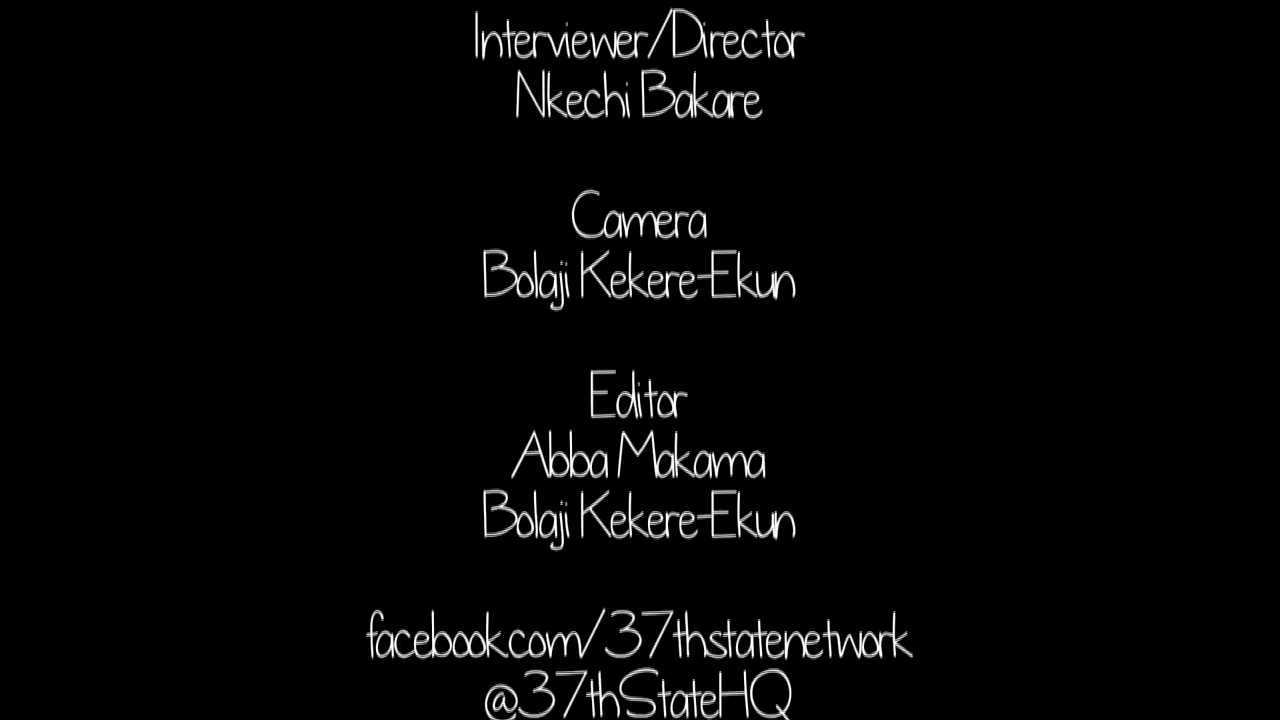 Interviewer/Director
Nkechi Bakare
Camera
Bolaji Kekere-Ekun
Editor
Abba Makama
Bolaji Kekere-Ekun
facebook.com/37thstatenetwork
@37thStateHQ